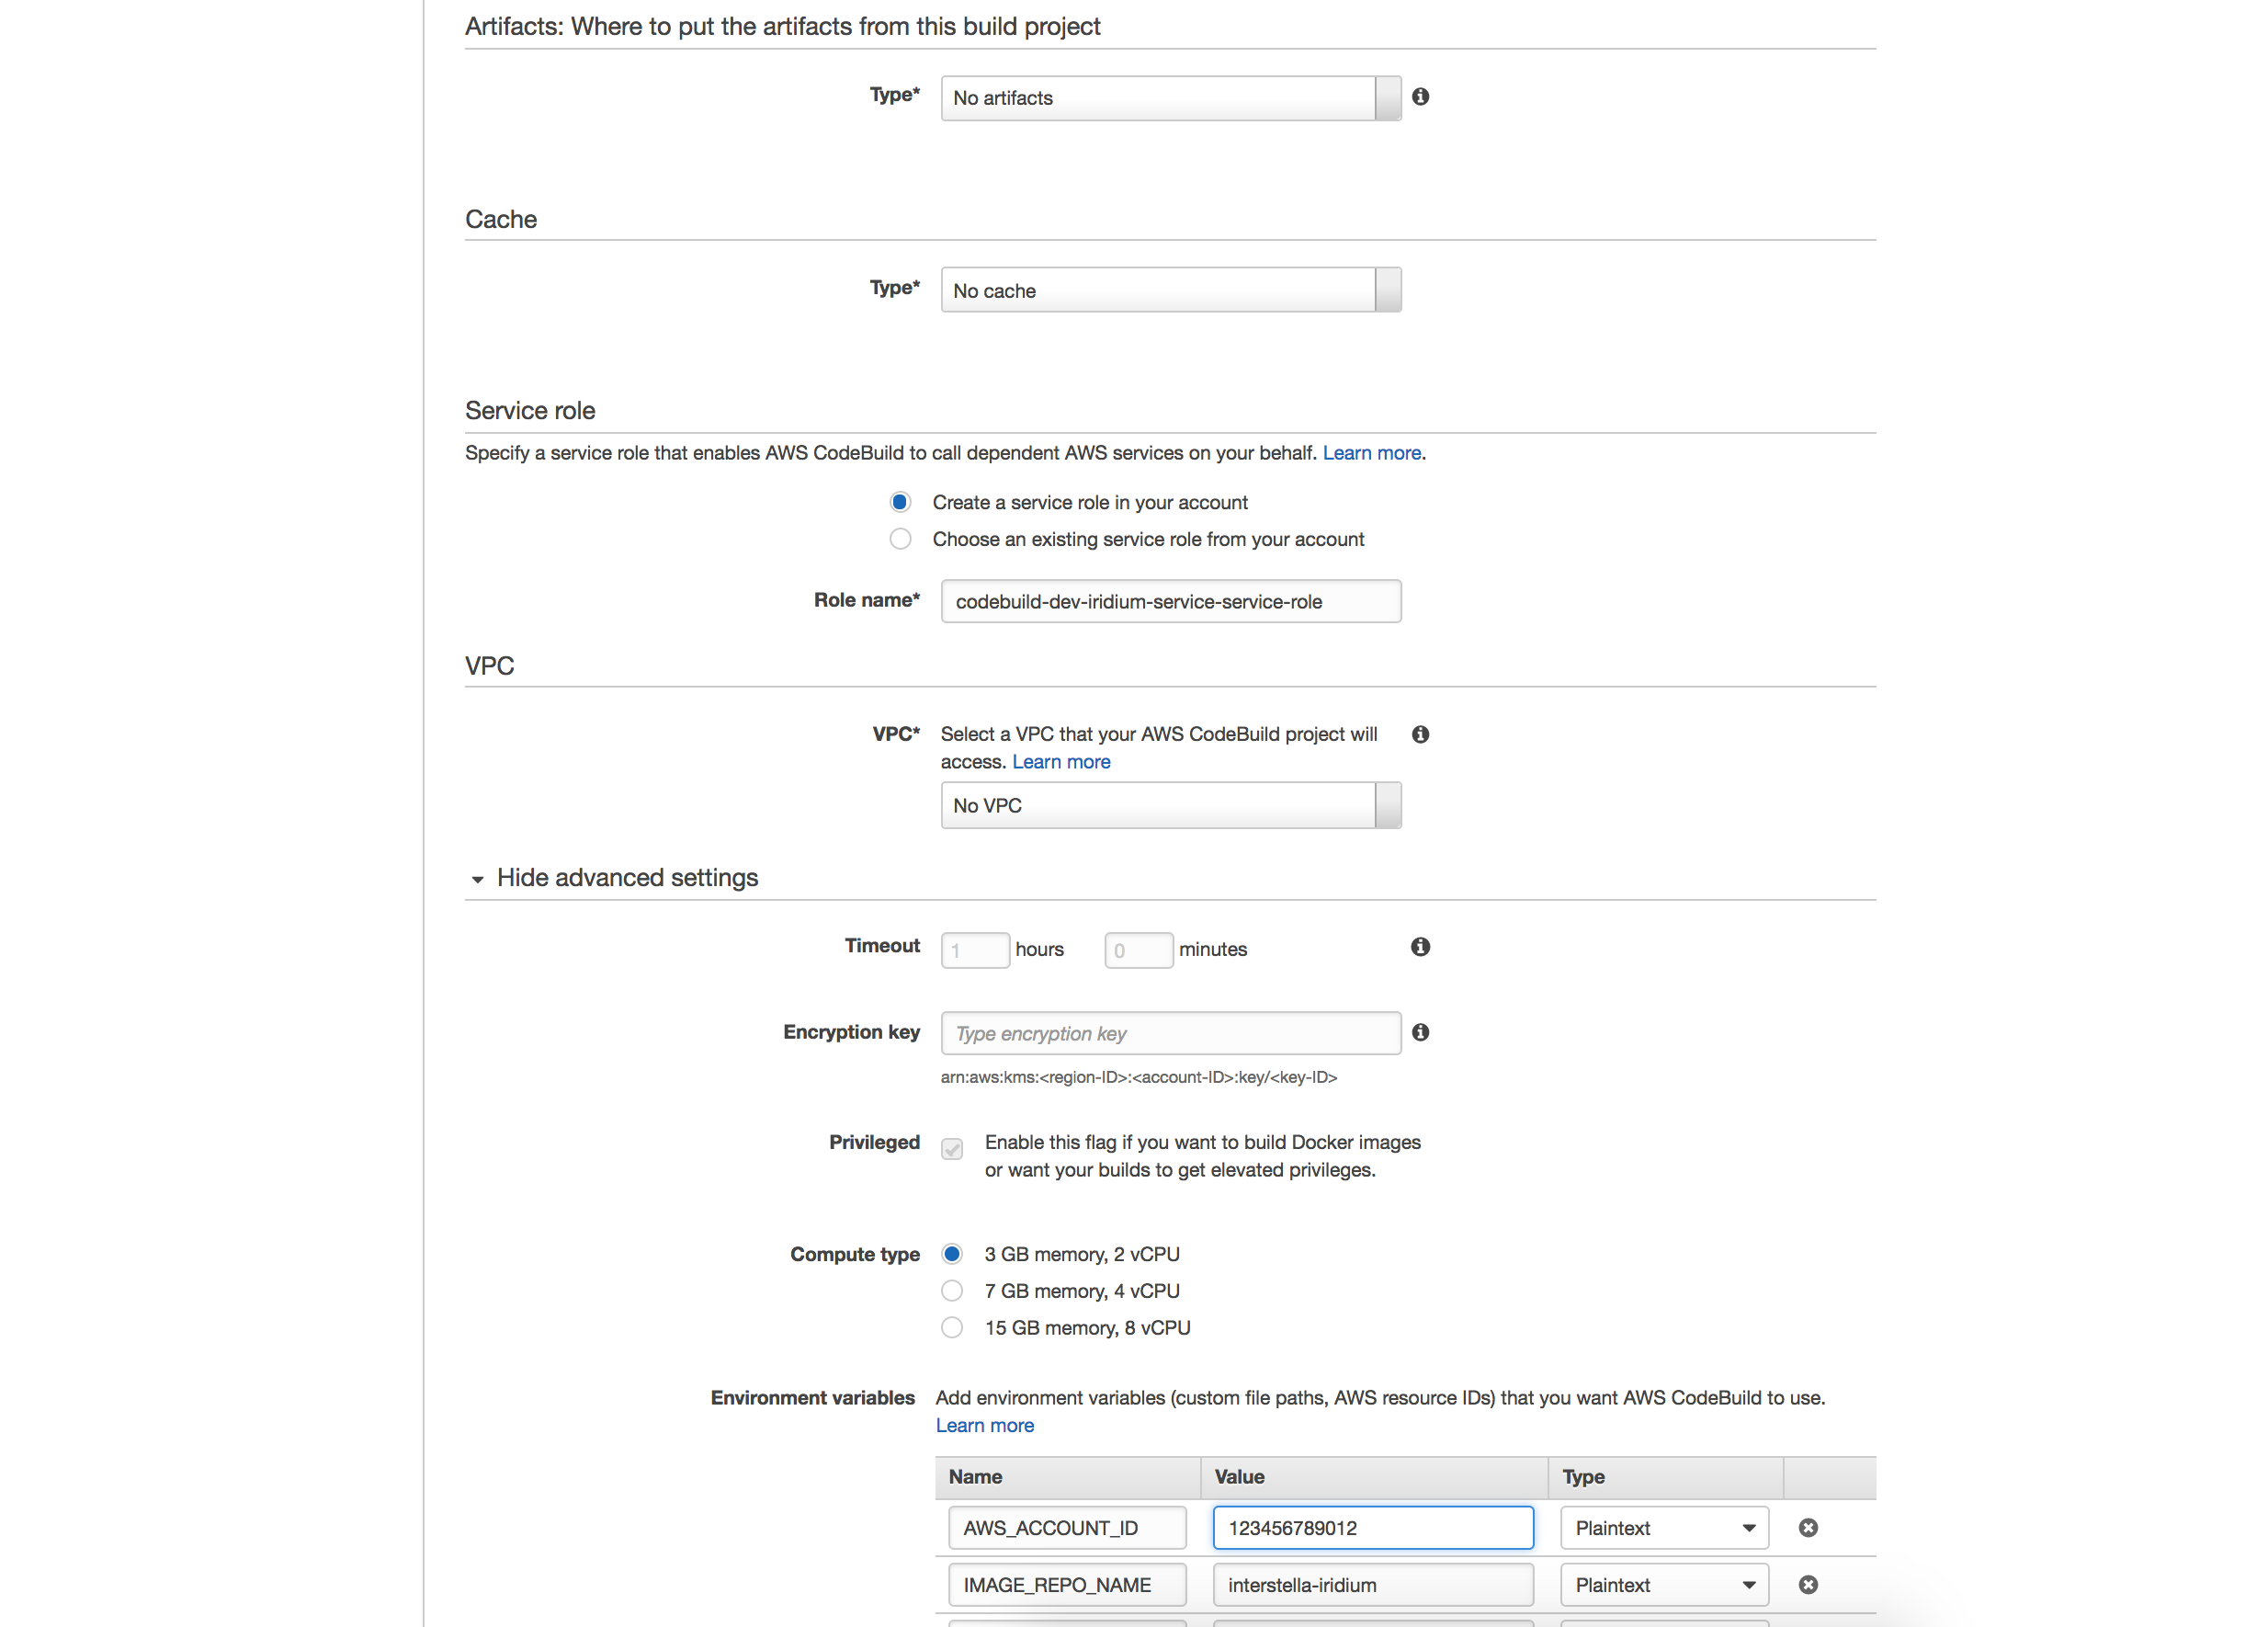 Artifacts: Where to put the artifacts from this build project
Type* No artifacts
Cache
Type* No cache
Service role
Specify a service role that enables AWS CodeBuild to call dependent AWS services on your behalf. Learn more.
Create a service role in your account
Choose an existing service role from your account
Role name* codebuild-dev-iridium-service-service-role
VPC
VPC* Select a VPC that your AWS CodeBuild project will
access. Learn more
No VPC
Hide advanced settings
Timeout 1 hours 0 minutes
Encryption key Type encryption key
arn:aws:kms:<region-ID>:<account-ID>:key/<key-ID>
Privileged Enable this flag if you want to build Docker images
or want your builds to get elevated privileges.
Compute type 3 GB memory, 2 vCPU
7 GB memory, 4 vCPU
15 GB memory, 8 vCPU
Environment variables Add environment variables (custom file paths, AWS resource IDs) that you want AWS CodeBuild to use.
Learn more
Name Value Type
AWS_ACCOUNT_ID 123456789012 Plaintext
IMAGE_REPO_NAME interstella-iridium Plaintext